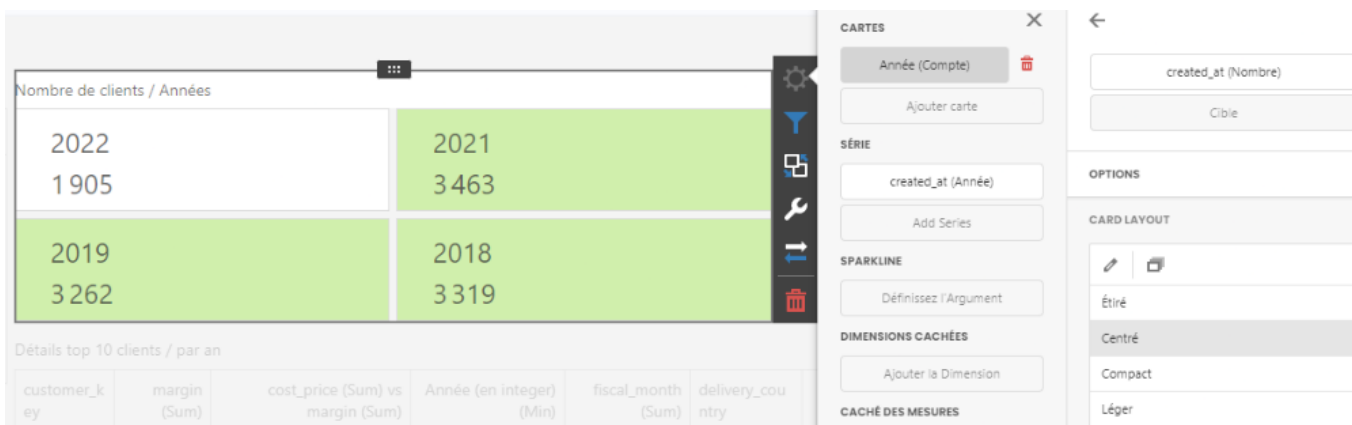 Nombre de clients / Années
2022
1 905
2021
3 463
2019
3 262
2018
3 319
Détails top 10 clients / par an
customer_k
ey
margin
(Sum)
cost_price (Sum) vs
margin (Sum)
Année (en integer)
(Min)
fiscal_month
(Sum)
delivery_cou
ntry
CARTES
Année (Compte)
Ajouter carte
SÉRIE
created_at (Année)
Add Series
SPARKLINE
Définissez l'Argument
DIMENSIONS CACHÉES
Ajouter la Dimension
CACHÉ DES MESURES
created_at (Nombre)
Cible
OPTIONS
CARD LAYOUT
Étiré
Centré
Compact
Léger